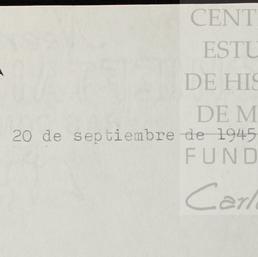 CENT
ESTU
DE HIS
DE M
20 de septiembre de 1945
FUND
Carl